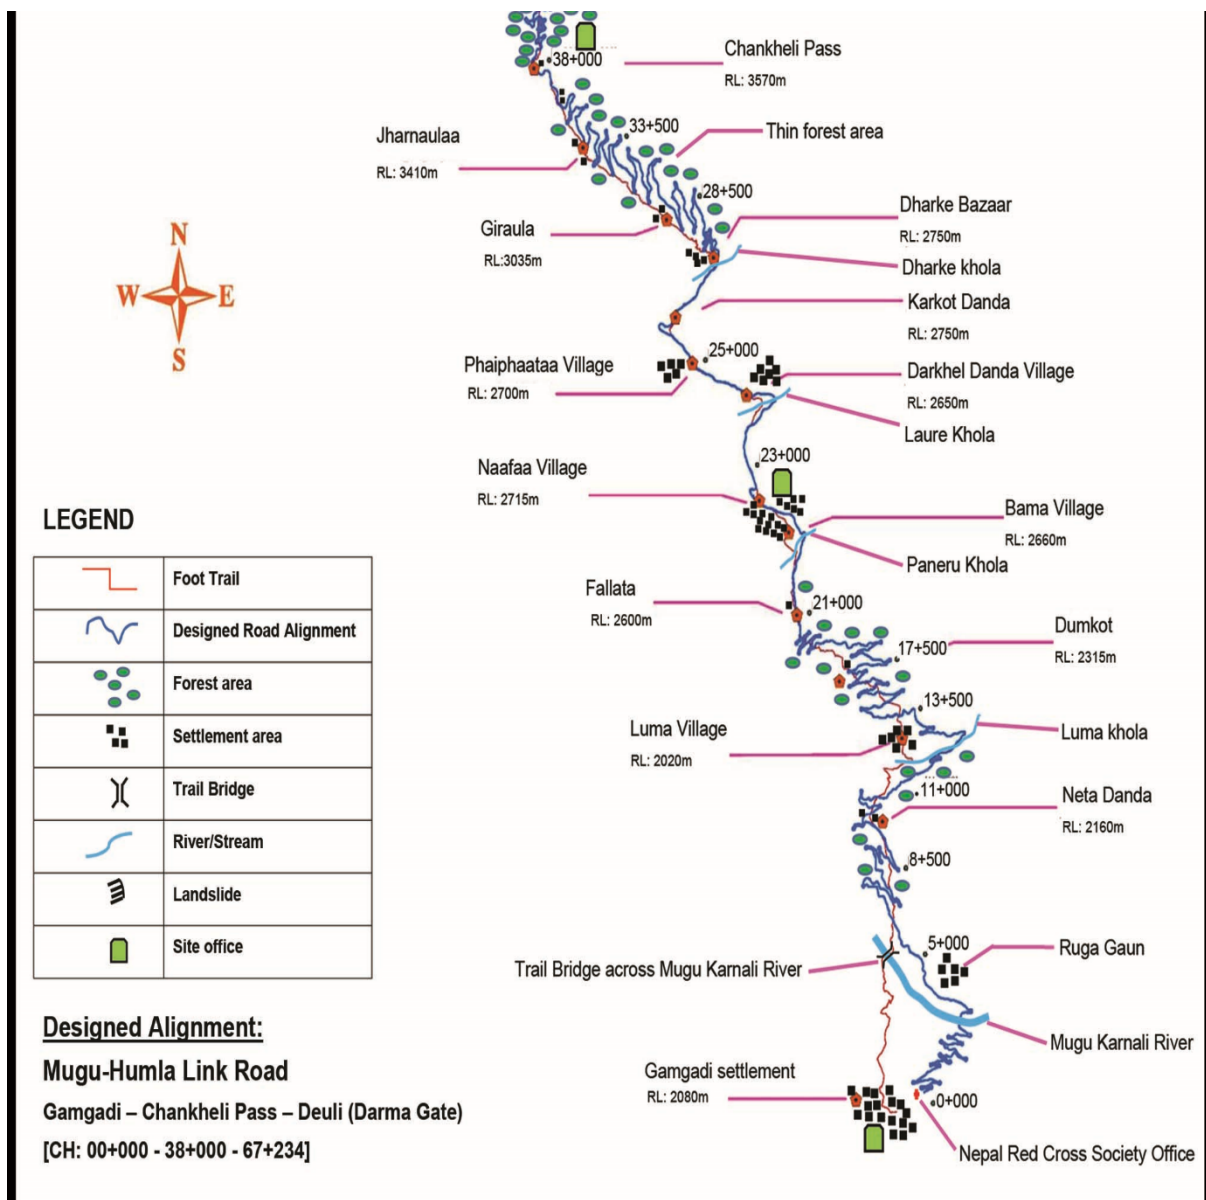 38+000
Chankheli Pass
RL: 3570m
33+500
Thin forest area
Jharnaulaa
RL: 3410m
28+500
Dharke Bazaar
RL: 2750m
Giraula
RL:3035m
Dharke khola
N
W E
S
Karkot Danda
RL: 2750m
25+000
Phaiphaataa Village
RL: 2700m
Darkhel Danda Village
RL: 2650m
Laure Khola
23+000
Naafaa Village
RL: 2715m
Bama Village
RL: 2660m
Paneru Khola
Fallata
RL: 2600m
21+000
Dumkot
RL: 2315m
17+500
13+500
Luma Village
RL: 2020m
Luma khola
11+000
Neta Danda
RL: 2160m
8+500
5+000
Ruga Gaun
Trail Bridge across Mugu Karnali River
Mugu Karnali River
Gamgadi settlement
RL: 2080m
0+000
Nepal Red Cross Society Office
LEGEND
Foot Trail
Designed Road Alignment
Forest area
Settlement area
Trail Bridge
River/Stream
Landslide
Site office
Designed Alignment:
Mugu-Humla Link Road
Gamgadi – Chankheli Pass – Deuli (Darma Gate)
[CH: 00+000 - 38+000 - 67+234]